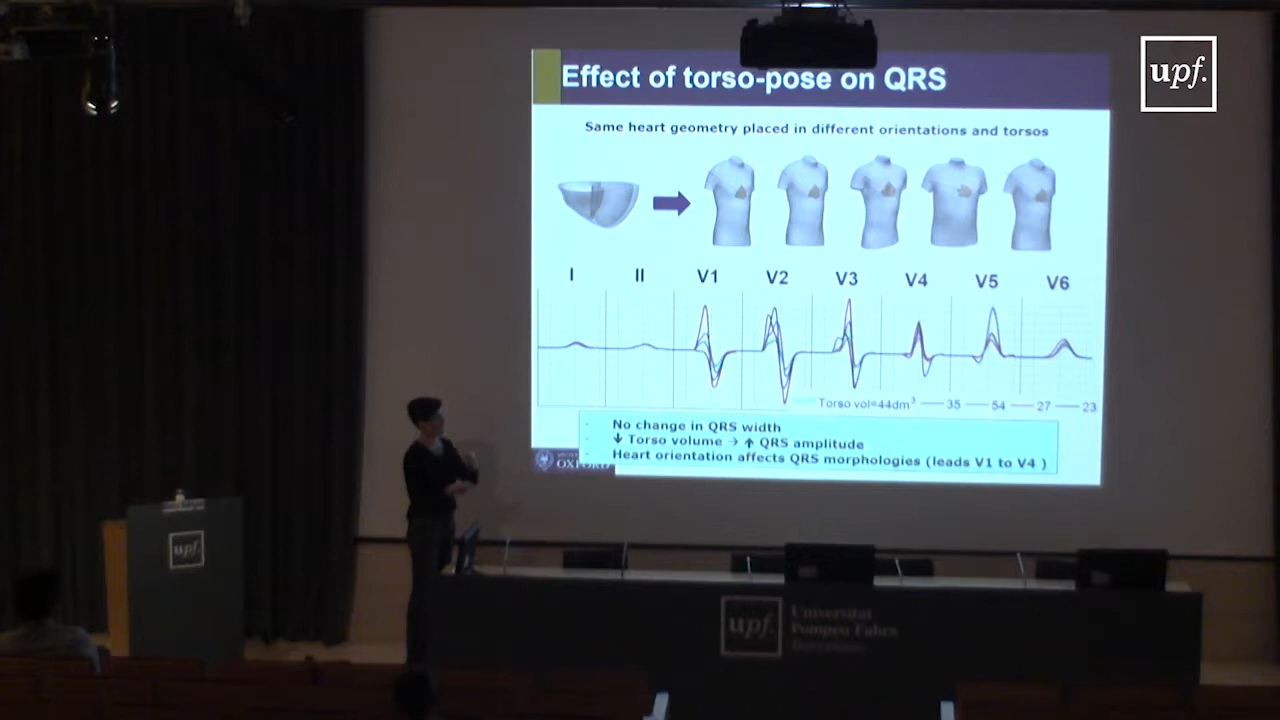 upf.
Effect of torso-pose on QRS
Same heart geometry placed in different orientations and torsos
I II V1 V2 V3 V4 V5 V6
Torso vol=44dm³ 35 54 27 23
No change in QRS width
↓ Torso volume → ↑ QRS amplitude
Heart orientation affects QRS morphologies (leads V1 to V4 )
OXFORD
upf.
upf.
Universitat
Pompeu Fabra
Barcelona